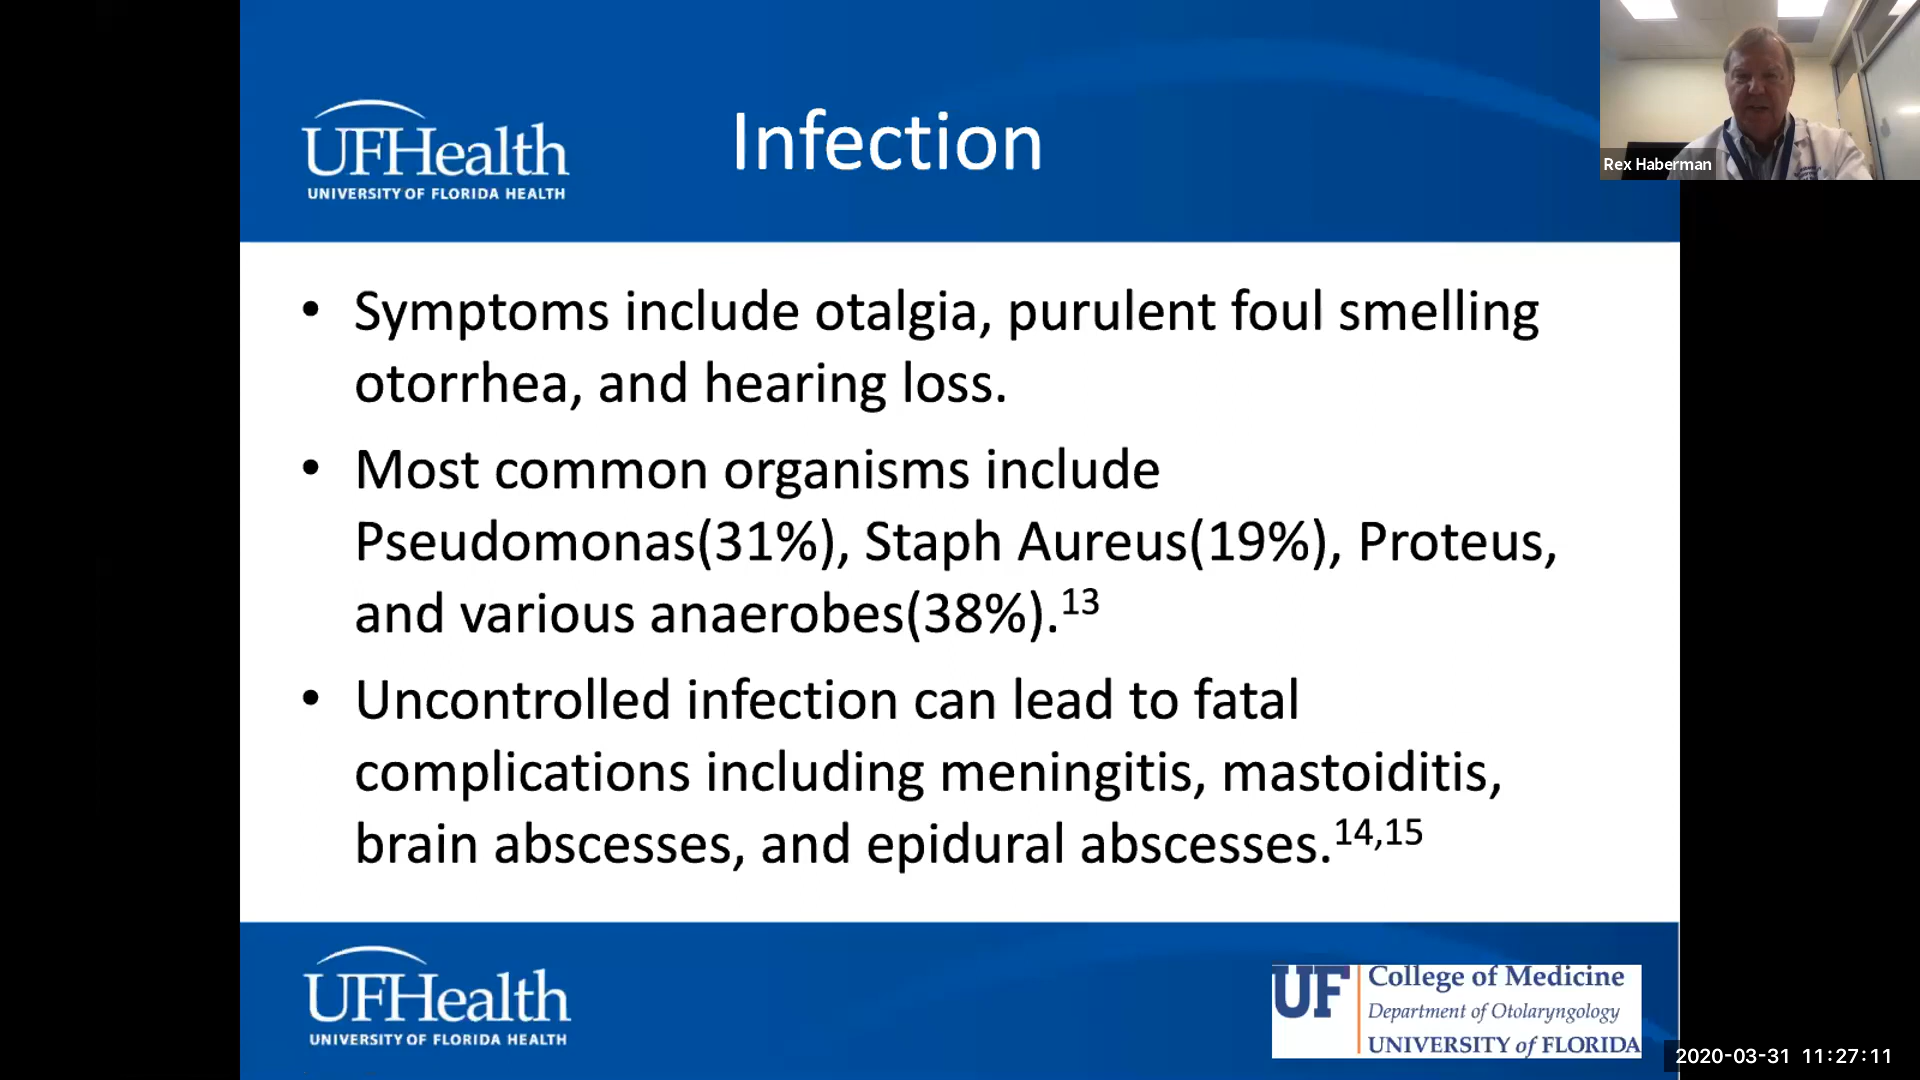 UFHealth
UNIVERSITY OF FLORIDA HEALTH
Infection
Rex Haberman
• Symptoms include otalgia, purulent foul smelling
otorrhea, and hearing loss.
• Most common organisms include
Pseudomonas(31%), Staph Aureus(19%), Proteus,
and various anaerobes(38%).13
• Uncontrolled infection can lead to fatal
complications including meningitis, mastoiditis,
brain abscesses, and epidural abscesses.14,15
UFHealth
UNIVERSITY OF FLORIDA HEALTH
UF College of Medicine
Department of Otolaryngology
UNIVERSITY of FLORIDA
2020-03-31 11:27:11